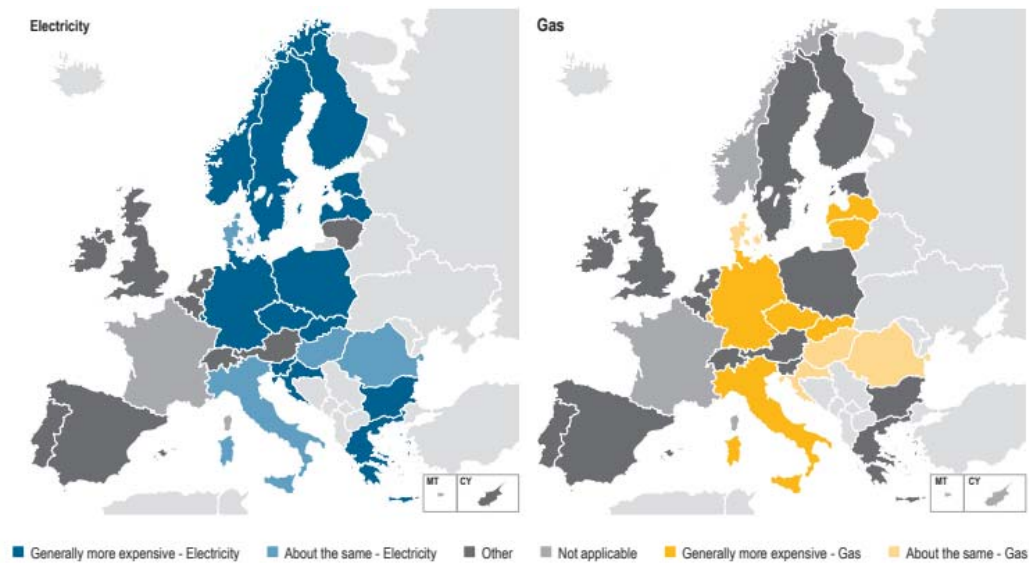 Electricity
Gas
MT
CY
MT
CY
Generally more expensive - Electricity
About the same - Electricity
Other
Not applicable
Generally more expensive - Gas
About the same - Gas